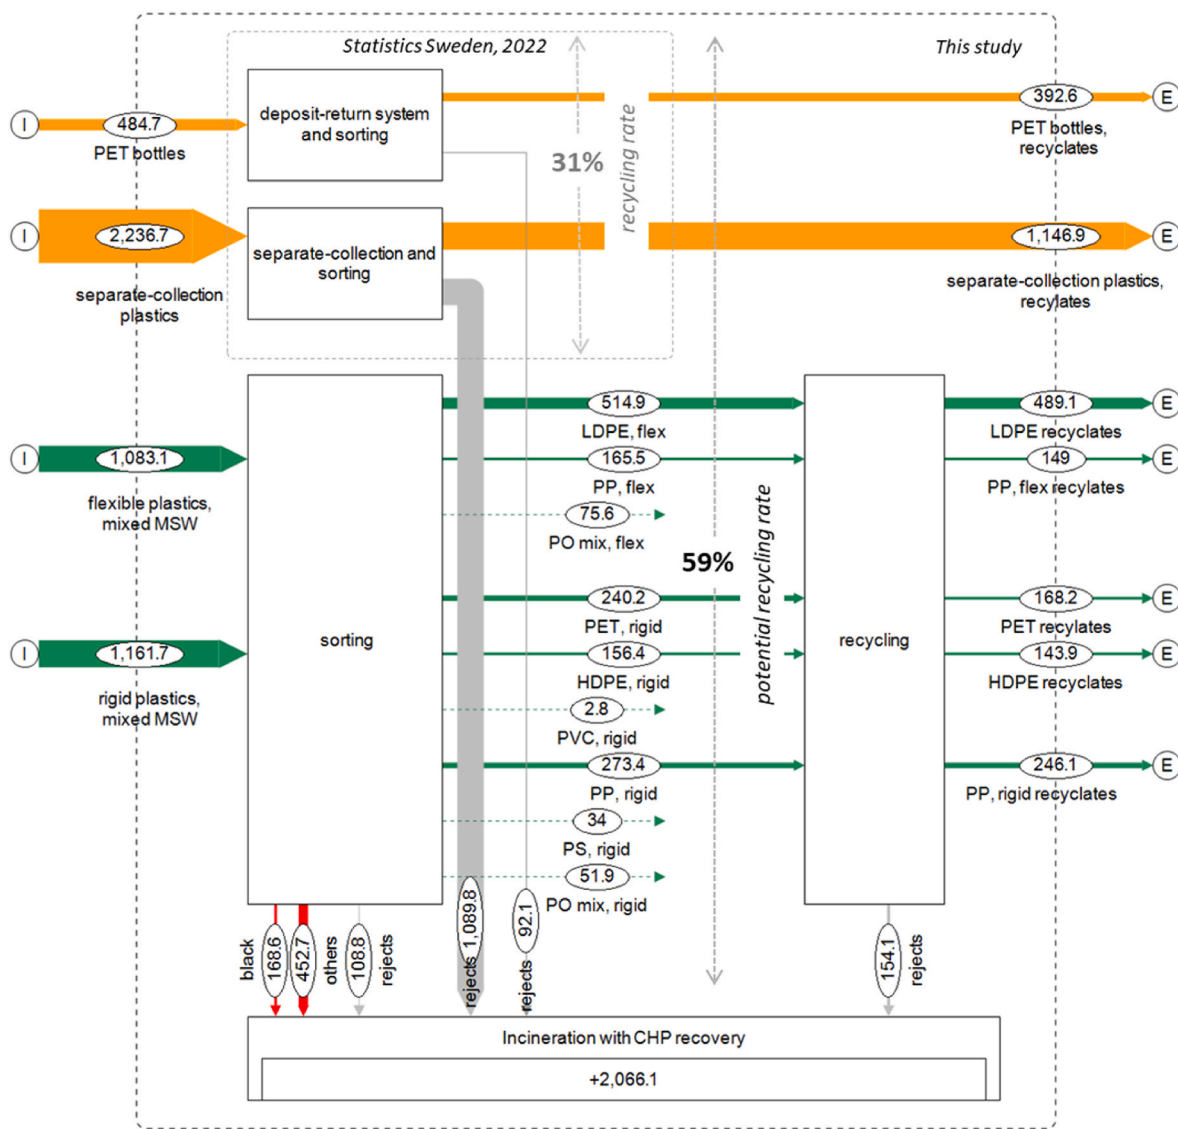 Statistics Sweden, 2022
This study
I
484.7
PET bottles
deposit-return system
and sorting
392.6
E
PET bottles,
recyclates
31%
recycling rate
I
2,236.7
separate-collection
plastics
separate-collection and
sorting
1,146.9
E
separate-collection plastics,
recylates
I
1,083.1
flexible plastics,
mixed MSW
I
1,161.7
rigid plastics,
mixed MSW
sorting
514.9
LDPE, flex
165.5
PP, flex
75.6
PO mix, flex
240.2
PET, rigid
156.4
HDPE, rigid
2.8
PVC, rigid
273.4
PP, rigid
34
PS, rigid
51.9
PO mix, rigid
59%
potential recycling rate
recycling
489.1
E
LDPE recyclates
149
E
PP, flex recylates
168.2
E
PET recylates
143.9
E
HDPE recyclates
246.1
E
PP, rigid recyclates
black
168.6
452.7
others
108.8
rejects
rejects
1,089.8
92.1
rejects
154.1
rejects
Incineration with CHP recovery
+2,066.1